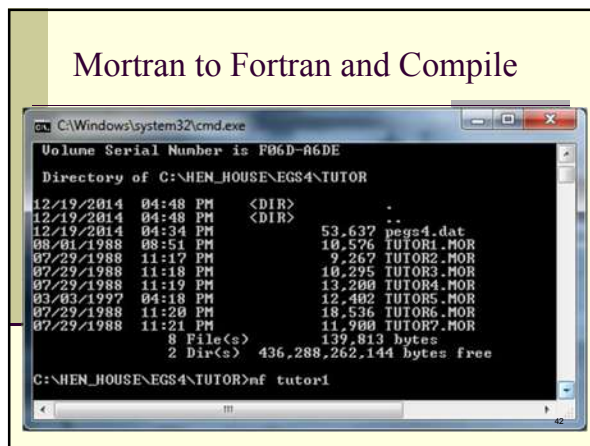 Mortran to Fortran and Compile
C:\Windows\system32\cmd.exe
Volume Serial Number is F06D-A6DE
Directory of C:\HEN_HOUSE\EGS4\TUTOR
12/19/2014 04:48 PM <DIR> .
12/19/2014 04:48 PM <DIR> ..
12/19/2014 04:34 PM 53,637 pegs4.dat
08/01/1988 08:51 PM 10,576 TUTOR1.MOR
07/29/1988 11:17 PM 9,267 TUTOR2.MOR
07/29/1988 11:18 PM 10,295 TUTOR3.MOR
07/29/1988 11:19 PM 13,200 TUTOR4.MOR
03/03/1997 04:18 PM 12,402 TUTOR5.MOR
07/29/1988 11:20 PM 18,536 TUTOR6.MOR
07/29/1988 11:21 PM 11,900 TUTOR7.MOR
8 File(s) 139,813 bytes
2 Dir(s) 436,288,262,144 bytes free
C:\HEN_HOUSE\EGS4\TUTOR>mf tutor1
42